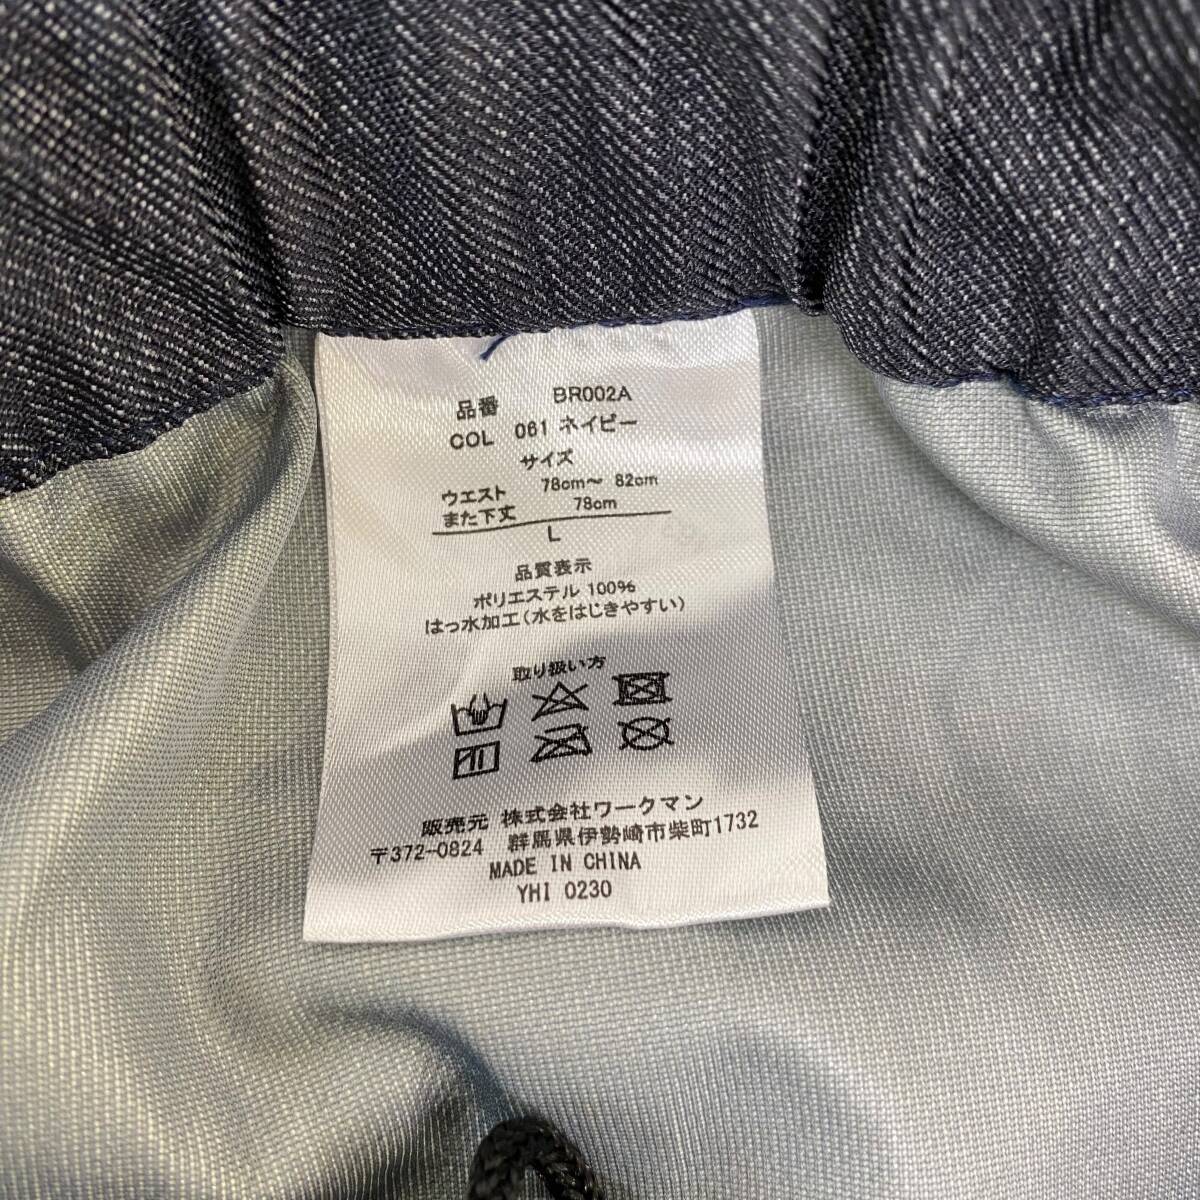 品番 BR002A
COL 061 ネイビー
サイズ
ウエスト 78cm～ 82cm
また下丈 78cm
L
品質表示
ポリエステル 100%
はっ水加工(水をはじきやすい)
取り扱い方
販売元 株式会社ワークマン
〒372-0824 群馬県伊勢崎市柴町1732
MADE IN CHINA
YHI 0230